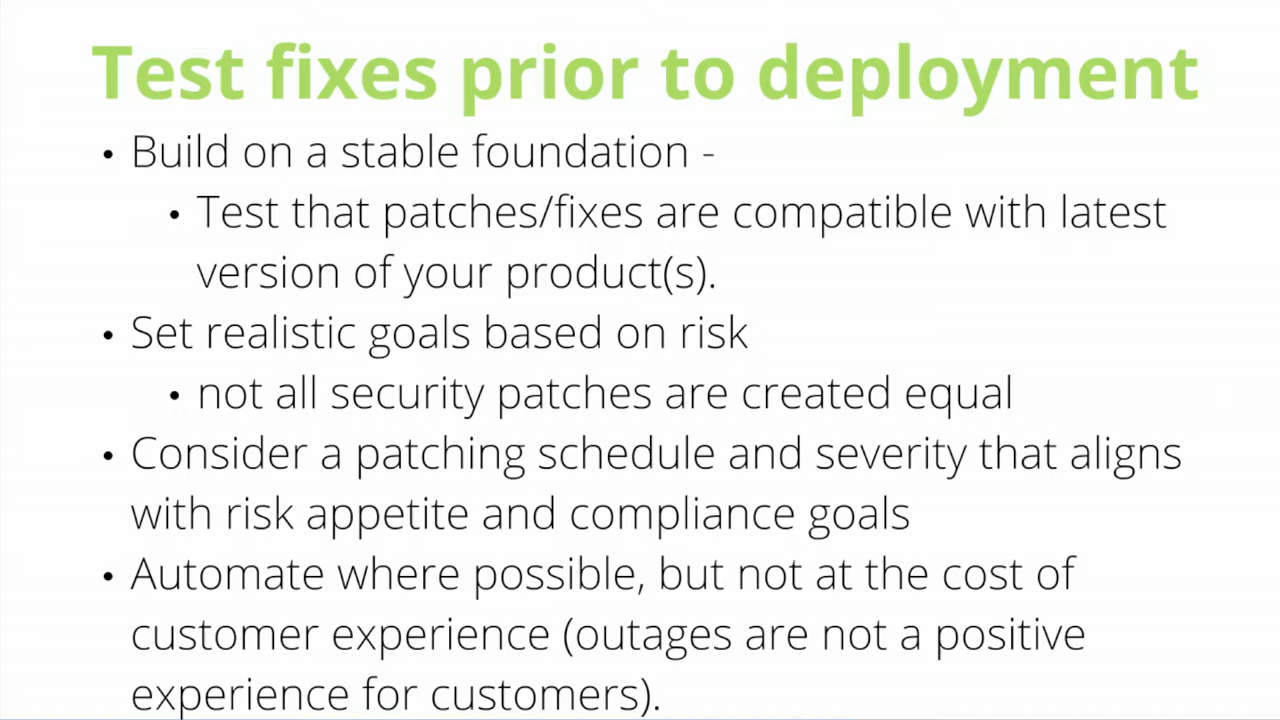 Test fixes prior to deployment
• Build on a stable foundation -
• Test that patches/fixes are compatible with latest
version of your product(s).
• Set realistic goals based on risk
• not all security patches are created equal
• Consider a patching schedule and severity that aligns
with risk appetite and compliance goals
• Automate where possible, but not at the cost of
customer experience (outages are not a positive
experience for customers).